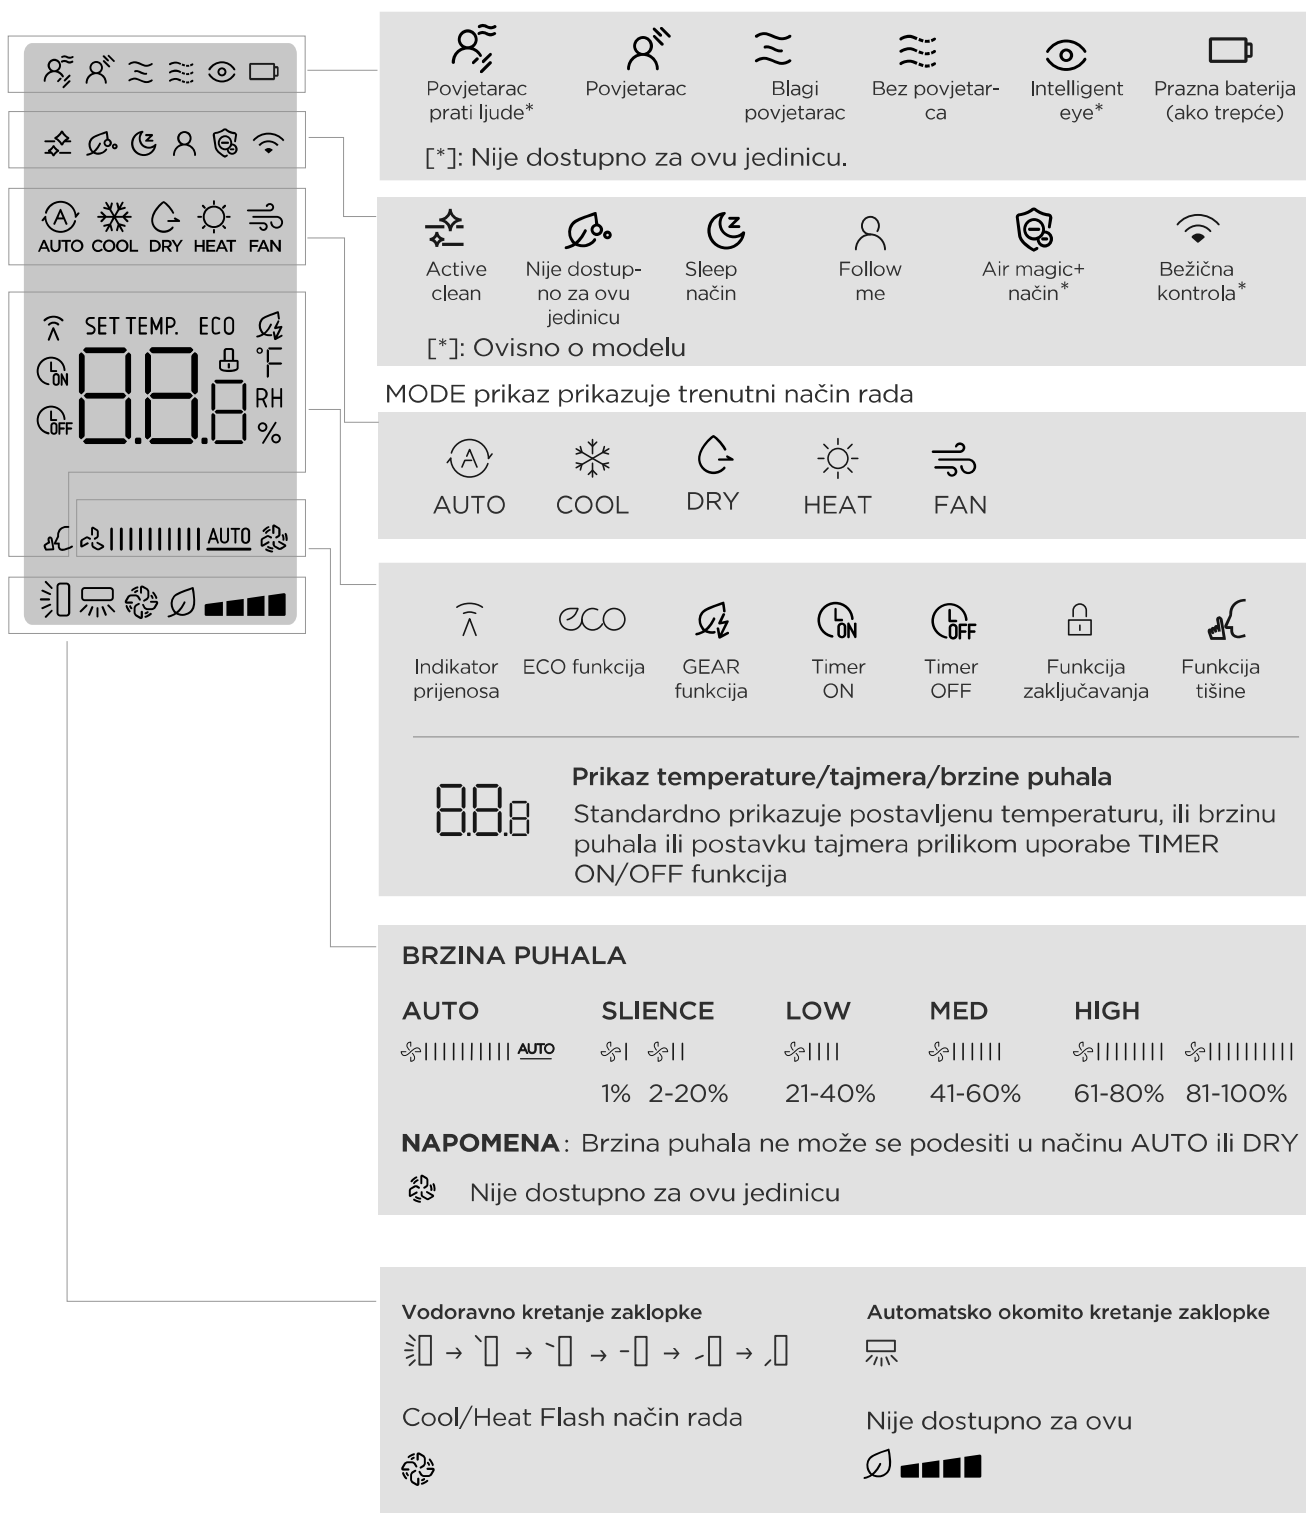 AUTO COOL DRY HEAT FAN
SET TEMP. ECO
ON
°F
OFF
RH
%
AUTO
Povjetarac prati ljude*
Povjetarac
Blagi povjetarac
Bez povjetar-
ca
Intelligent eye*
Prazna baterija (ako trepće)
[*]: Nije dostupno za ovu jedinicu.
Active clean
Nije dostup-
no za ovu
jedinicu
Sleep način
Follow me
Air magic+ način*
Bežična kontrola*
[*]: Ovisno o modelu
MODE prikaz prikazuje trenutni način rada
AUTO COOL DRY HEAT FAN
ON OFF
Indikator prijenosa
ECO funkcija
GEAR funkcija
Timer ON
Timer OFF
Funkcija zaključavanja
Funkcija tišine
Prikaz temperature/tajmera/brzine puhala
Standardno prikazuje postavljenu temperaturu, ili brzinu
puhala ili postavku tajmera prilikom uporabe TIMER
ON/OFF funkcija
BRZINA PUHALA
AUTO SLIENCE LOW MED HIGH
AUTO
1% 2-20% 21-40% 41-60% 61-80% 81-100%
NAPOMENA: Brzina puhala ne može se podesiti u načinu AUTO ili DRY
Nije dostupno za ovu jedinicu
Vodoravno kretanje zaklopke
Automatsko okomito kretanje zaklopke
Cool/Heat Flash način rada
Nije dostupno za ovu